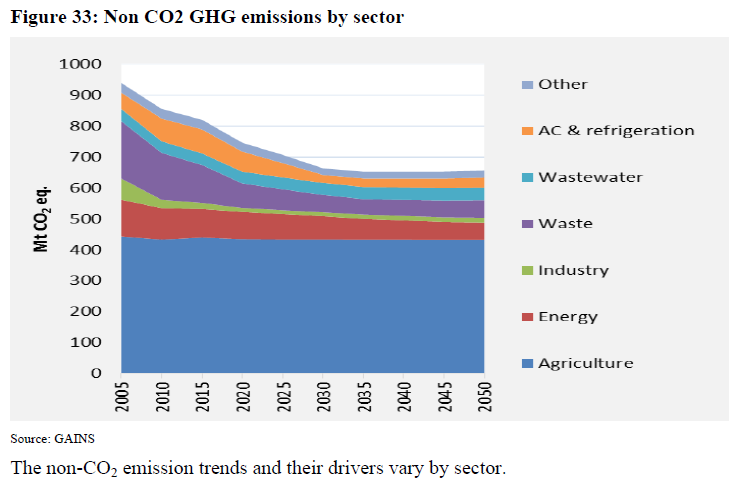 Figure 33: Non CO2 GHG emissions by sector
1000
900
800
700
600
500
400
300
200
100
0
Mt CO₂ eq.
2005 2010 2015 2020 2025 2030 2035 2040 2045 2050
Other
AC & refrigeration
Wastewater
Waste
Industry
Energy
Agriculture
Source: GAINS
The non-CO₂ emission trends and their drivers vary by sector.